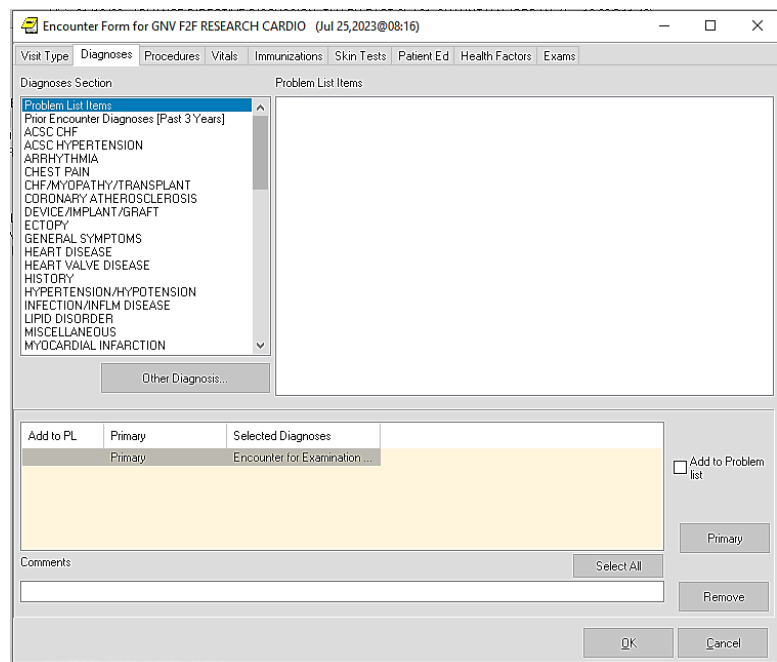 Encounter Form for GNV F2F RESEARCH CARDIO (Jul 25,2023@08:16)
Visit Type Diagnoses Procedures Vitals Immunizations Skin Tests Patient Ed Health Factors Exams
Diagnoses Section
Problem List Items
Problem List Items
Prior Encounter Diagnoses [Past 3 Years]
ACSC CHF
ACSC HYPERTENSION
ARRHYTHMIA
CHEST PAIN
CHF/MYOPATHY/TRANSPLANT
CORONARY ATHEROSCLEROSIS
DEVICE/IMPLANT/GRAFT
ECTOPY
GENERAL SYMPTOMS
HEART DISEASE
HEART VALVE DISEASE
HISTORY
HYPERTENSION/HYPOTENSION
INFECTION/INFLM DISEASE
LIPID DISORDER
MISCELLANEOUS
MYOCARDIAL INFARCTION
Other Diagnosis...
Add to PL Primary Selected Diagnoses
Primary Encounter for Examination ...
Add to Problem
list
Primary
Comments
Select All
Remove
OK Cancel